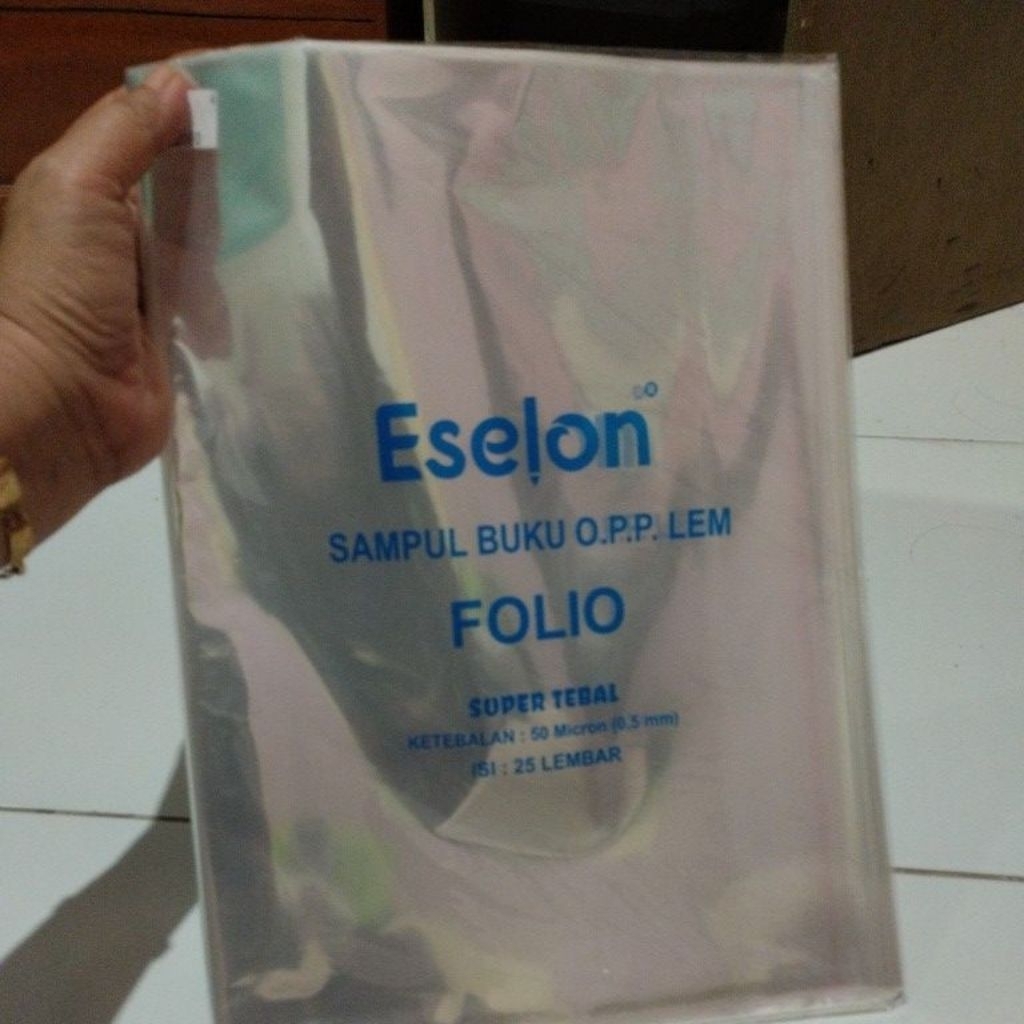 Eselon
SAMPUL BUKU O.P.P. LEM
FOLIO
SUPER TEBAL
KETEBALAN : 50 Micron (0.5 mm)
ISI : 25 LEMBAR